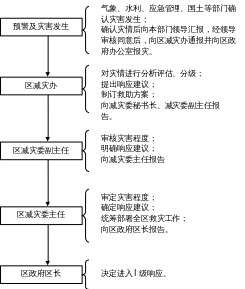 预警及灾害发生
气象、水利、应急管理、国土等部门确
认灾害发生；
确认灾情后向本部门领导汇报，经领导
审核同意后，向区减灾办通报并向区政
府办公室报灾。
区减灾办
对灾情进行分析评估、分级；
提出响应建议；
制订救助方案；
向减灾委秘书长、减灾委副主任报
告。
区减灾委副主任
审核灾害程度；
明确响应建议；
向减灾委主任报告
区减灾委主任
审定灾害程度；
确定响应建议；
统筹部署全区救灾工作；
向区政府区长报告。
区政府区长
决定进入Ⅰ级响应。